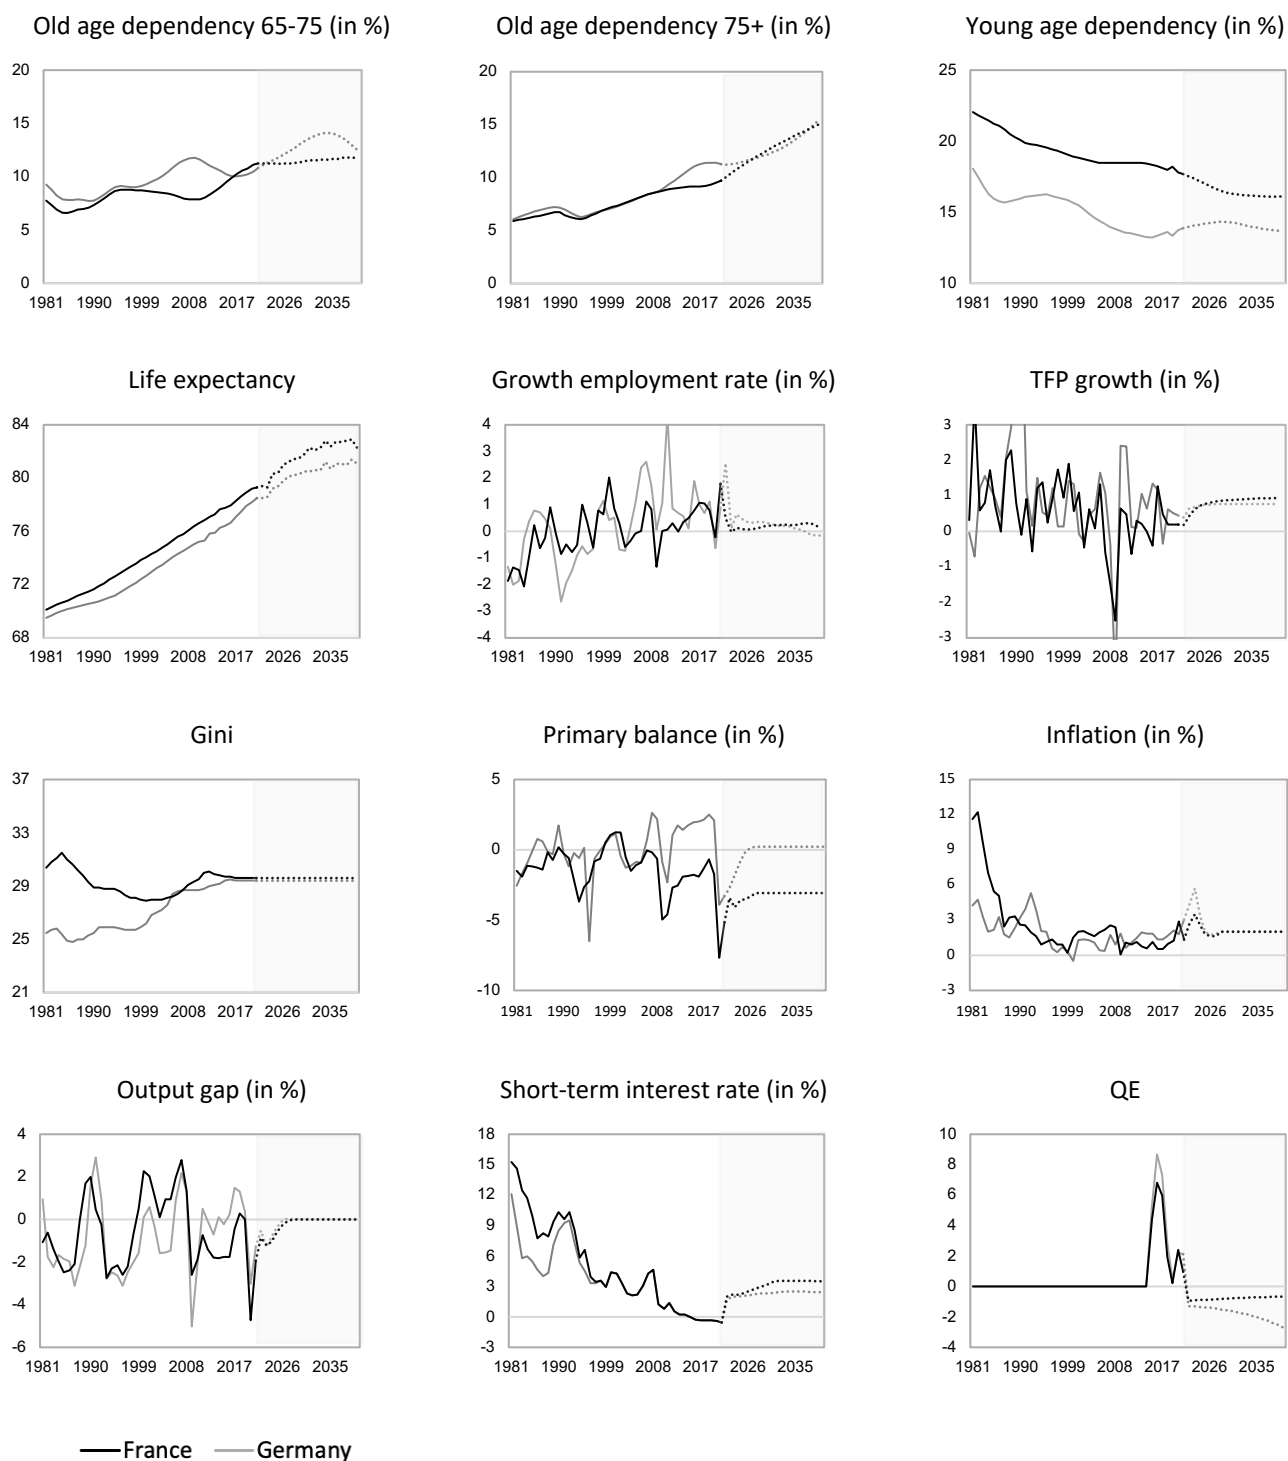 Old age dependency 65-75 (in %) Old age dependency 75+ (in %) Young age dependency (in %)
20 20 25
15 15 20
10 10
5 5 15
0 0 10
1981 1990 1999 2008 2017 2026 2035 1981 1990 1999 2008 2017 2026 2035 1981 1990 1999 2008 2017 2026 2035
Life expectancy Growth employment rate (in %) TFP growth (in %)
84 4 3
3 2
80 2 1
1
76 0 0
-1 -1
72 -2 -2
-3
68 -4 -3
1981 1990 1999 2008 2017 2026 2035 1981 1990 1999 2008 2017 2026 2035 1981 1990 1999 2008 2017 2026 2035
Gini Primary balance (in %) Inflation (in %)
37 5 15
12
33 0 9
29 6
3
25 -5 0
21 -10 -3
1981 1990 1999 2008 2017 2026 2035 1981 1990 1999 2008 2017 2026 2035 1981 1990 1999 2008 2017 2026 2035
Output gap (in %) Short-term interest rate (in %) QE
4 18 10
2 15 8
12 6
0 9 4
-2 6 2
3 0
-4 0 -2
-6 -3 -4
1981 1990 1999 2008 2017 2026 2035 1981 1990 1999 2008 2017 2026 2035 1981 1990 1999 2008 2017 2026 2035
France Germany